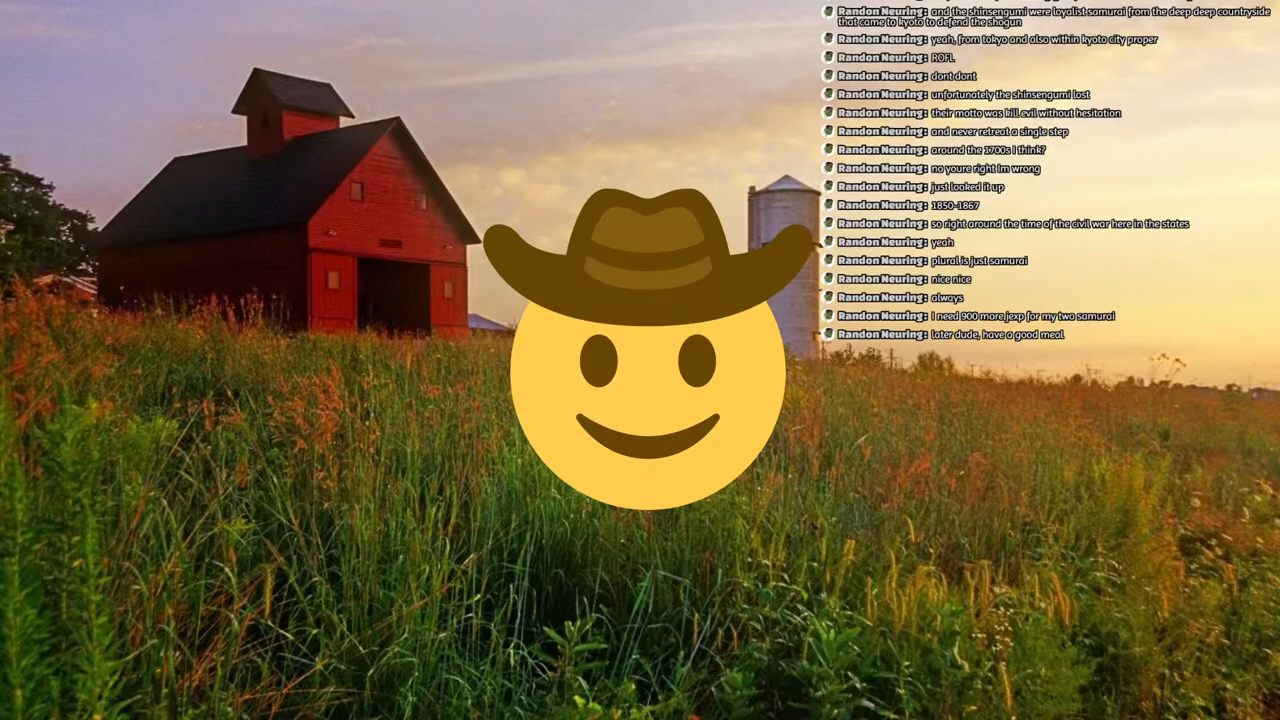 Randon Neuring: and the shinsengumi were loyalist samurai from the deep deep countryside
that came to kyoto to defend the shogun
Randon Neuring: yeah, from tokyo and also within kyoto city proper
Randon Neuring: ROFL
Randon Neuring: dont dont
Randon Neuring: unfortunately the shinsengumi lost
Randon Neuring: their motto was kill evil without hesitation
Randon Neuring: and never retreat a single step
Randon Neuring: around the 1700s I think?
Randon Neuring: no youre right Im wrong
Randon Neuring: just looked it up
Randon Neuring: 1850-1867
Randon Neuring: so right around the time of the civil war here in the states
Randon Neuring: yeah
Randon Neuring: plural is just samurai
Randon Neuring: nice nice
Randon Neuring: always
Randon Neuring: I need 900 more jexp for my two samurai
Randon Neuring: later dude, have a good meal